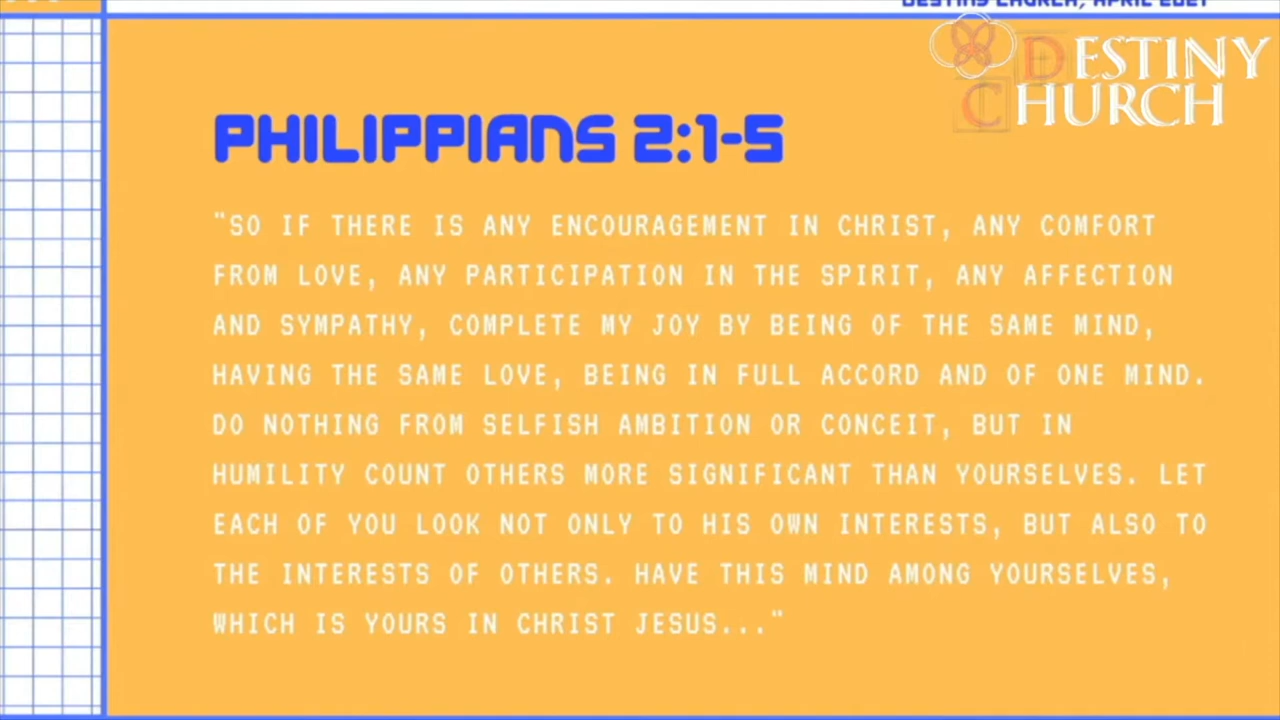 DESTINY CHURCH, APRIL 2021
DESTINY
CHURCH
PHILIPPIANS 2:1-5
"SO IF THERE IS ANY ENCOURAGEMENT IN CHRIST, ANY COMFORT
FROM LOVE, ANY PARTICIPATION IN THE SPIRIT, ANY AFFECTION
AND SYMPATHY, COMPLETE MY JOY BY BEING OF THE SAME MIND,
HAVING THE SAME LOVE, BEING IN FULL ACCORD AND OF ONE MIND.
DO NOTHING FROM SELFISH AMBITION OR CONCEIT, BUT IN
HUMILITY COUNT OTHERS MORE SIGNIFICANT THAN YOURSELVES. LET
EACH OF YOU LOOK NOT ONLY TO HIS OWN INTERESTS, BUT ALSO TO
THE INTERESTS OF OTHERS. HAVE THIS MIND AMONG YOURSELVES,
WHICH IS YOURS IN CHRIST JESUS..."